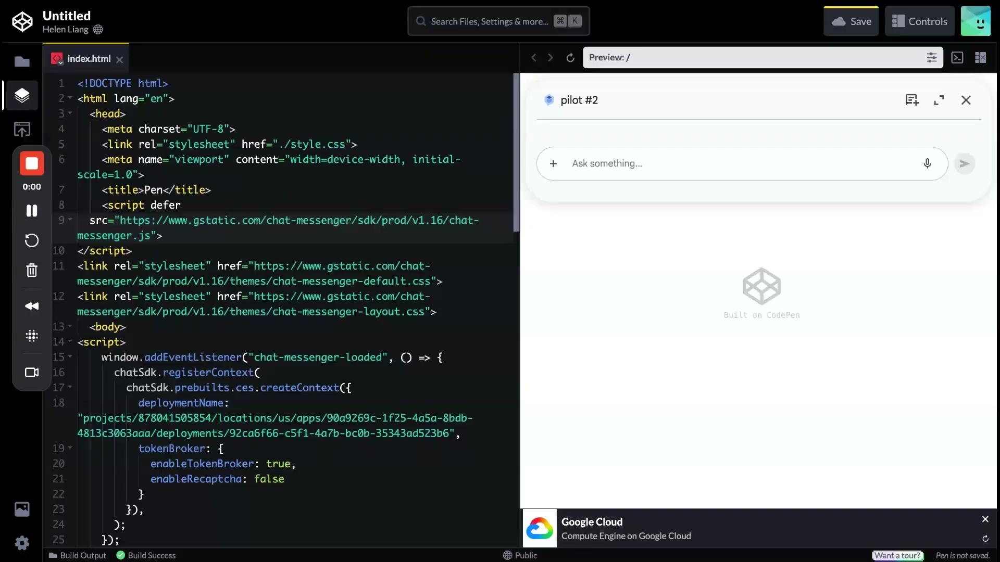 Untitled
Helen Liang
Search Files, Settings & more... ⌘ K
Save
Controls
index.html
Preview: /
1 <!DOCTYPE html>
2 <html lang="en">
3 <head>
4 <meta charset="UTF-8">
5 <link rel="stylesheet" href="./style.css">
6 <meta name="viewport" content="width=device-width, initial-
scale=1.0">
7 <title>Pen</title>
8 <script defer
9 src="https://www.gstatic.com/chat-messenger/sdk/prod/v1.16/chat-
messenger.js">
10 </script>
11 <link rel="stylesheet" href="https://www.gstatic.com/chat-
messenger/sdk/prod/v1.16/themes/chat-messenger-default.css">
12 <link rel="stylesheet" href="https://www.gstatic.com/chat-
messenger/sdk/prod/v1.16/themes/chat-messenger-layout.css">
13 <body>
14 <script>
15 window.addEventListener("chat-messenger-loaded", () => {
16 chatSdk.registerContext(
17 chatSdk.prebuilts.ces.createContext({
18 deploymentName:
"projects/878041505854/locations/us/apps/90a9269c-1f25-4a5a-8bdb-
4813c3063aaa/deployments/92ca6f66-c5f1-4a7b-bc0b-35343ad523b6",
19 tokenBroker: {
20 enableTokenBroker: true,
21 enableRecaptcha: false
22 }
23 }),
24 );
25 });
0:00
pilot #2
Ask something...
Built on CodePen
Google Cloud
Compute Engine on Google Cloud
Build Output
Build Success
Public
Want a tour?
Pen is not saved.